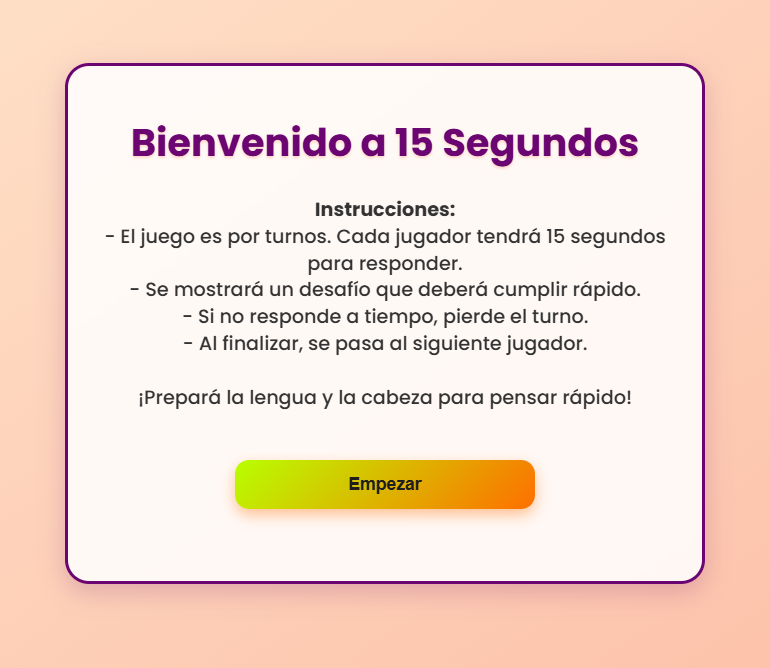 Bienvenido a 15 Segundos
Instrucciones:
- El juego es por turnos. Cada jugador tendrá 15 segundos
para responder.
- Se mostrará un desafío que deberá cumplir rápido.
- Si no responde a tiempo, pierde el turno.
- Al finalizar, se pasa al siguiente jugador.
¡Prepará la lengua y la cabeza para pensar rápido!
Empezar